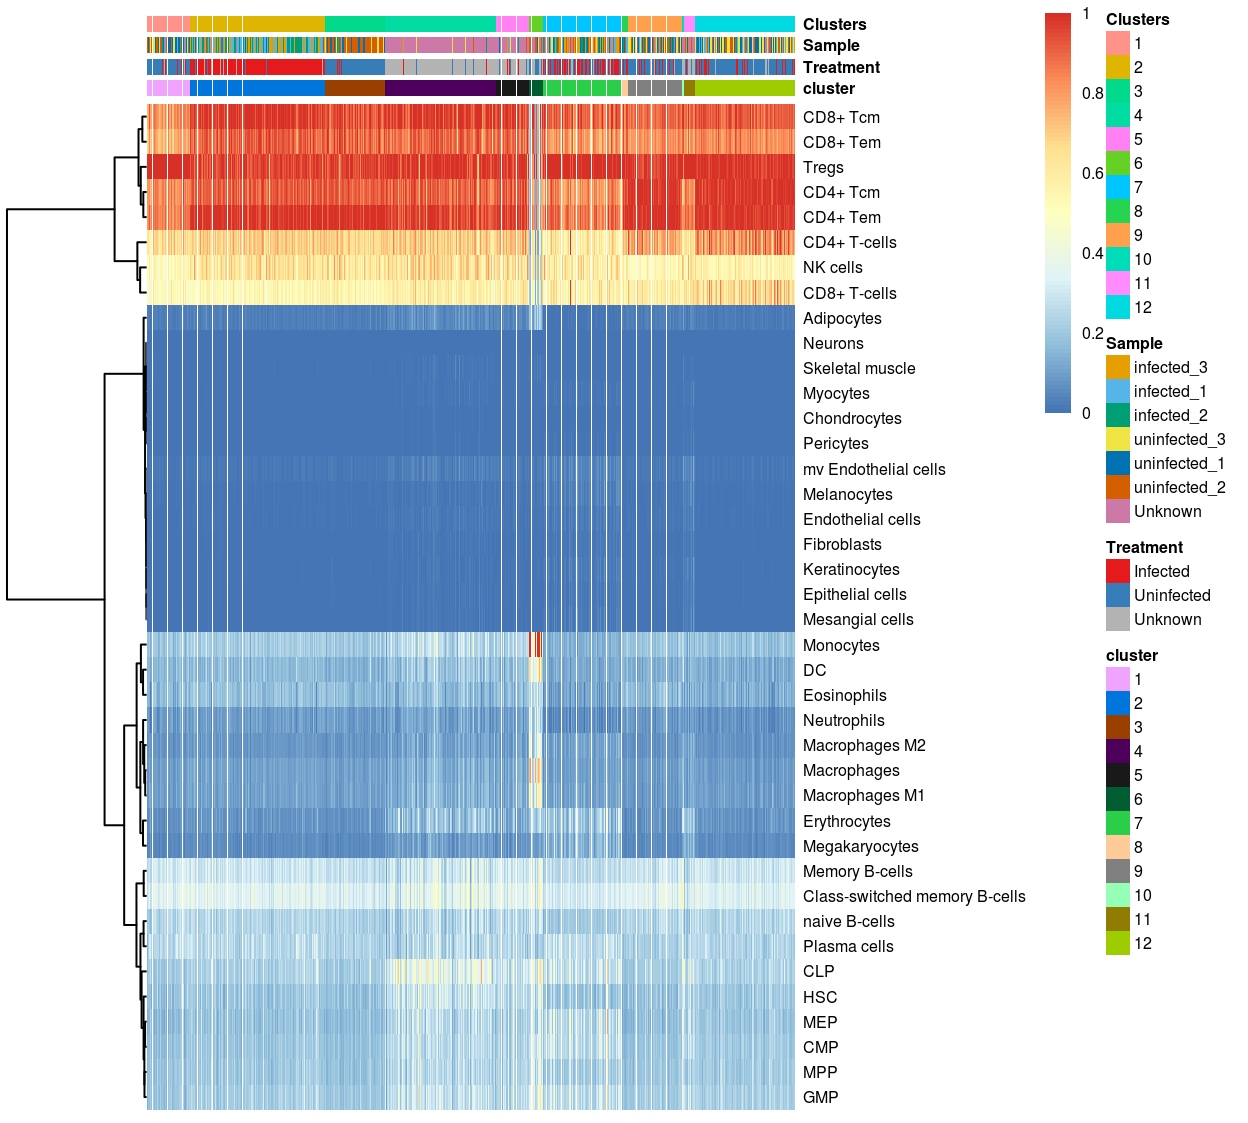 Clusters
Sample
Treatment
cluster
CD8+ Tcm
CD8+ Tem
Tregs
CD4+ Tcm
CD4+ Tem
CD4+ T-cells
NK cells
CD8+ T-cells
Adipocytes
Neurons
Skeletal muscle
Myocytes
Chondrocytes
Pericytes
mv Endothelial cells
Melanocytes
Endothelial cells
Fibroblasts
Keratinocytes
Epithelial cells
Mesangial cells
Monocytes
DC
Eosinophils
Neutrophils
Macrophages M2
Macrophages
Macrophages M1
Erythrocytes
Megakaryocytes
Memory B-cells
Class-switched memory B-cells
naive B-cells
Plasma cells
CLP
HSC
MEP
CMP
MPP
GMP
1
0.8
0.6
0.4
0.2
0
Clusters
1
2
3
4
5
6
7
8
9
10
11
12
Sample
infected_3
infected_1
infected_2
uninfected_3
uninfected_1
uninfected_2
Unknown
Treatment
Infected
Uninfected
Unknown
cluster
1
2
3
4
5
6
7
8
9
10
11
12